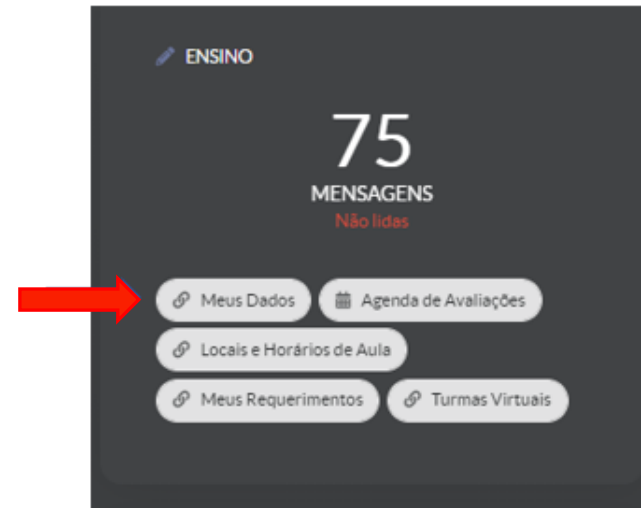 ENSINO
75
MENSAGENS
Não lidas
Meus Dados
Agenda de Avaliações
Locais e Horários de Aula
Meus Requerimentos
Turmas Virtuais